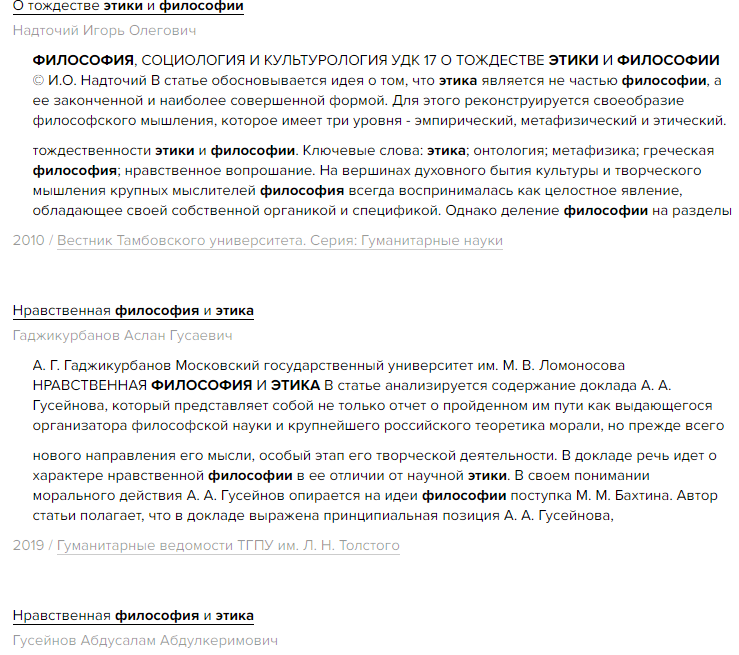 О тождестве этики и философии
Надточий Игорь Олегович
ФИЛОСОФИЯ, СОЦИОЛОГИЯ И КУЛЬТУРОЛОГИЯ УДК 17 О ТОЖДЕСТВЕ ЭТИКИ И ФИЛОСОФИИ
© И.О. Надточий В статье обосновывается идея о том, что этика является не частью философии, а
ее законченной и наиболее совершенной формой. Для этого реконструируется своеобразие
философского мышления, которое имеет три уровня - эмпирический, метафизический и этический.
тождественности этики и философии. Ключевые слова: этика; онтология; метафизика; греческая
философия; нравственное вопрошание. На вершинах духовного бытия культуры и творческого
мышления крупных мыслителей философия всегда воспринималась как целостное явление,
обладающее своей собственной органикой и спецификой. Однако деление философии на разделы
2010 / Вестник Тамбовского университета. Серия: Гуманитарные науки
Нравственная философия и этика
Гаджикурбанов Аслан Гусаевич
А. Г. Гаджикурбанов Московский государственный университет им. М. В. Ломоносова
НРАВСТВЕННАЯ ФИЛОСОФИЯ И ЭТИКА В статье анализируется содержание доклада А. А.
Гусейнова, который представляет собой не только отчет о пройденном им пути как выдающегося
организатора философской науки и крупнейшего российского теоретика морали, но прежде всего
нового направления его мысли, особый этап его творческой деятельности. В докладе речь идет о
характере нравственной философии в ее отличии от научной этики. В своем понимании
морального действия А. А. Гусейнов опирается на идеи философии поступка М. М. Бахтина. Автор
статьи полагает, что в докладе выражена принципиальная позиция А. А. Гусейнова,
2019 / Гуманитарные ведомости ТГПУ им. Л. Н. Толстого
Нравственная философия и этика
Гусейнов Абдусалам Абдулкеримович